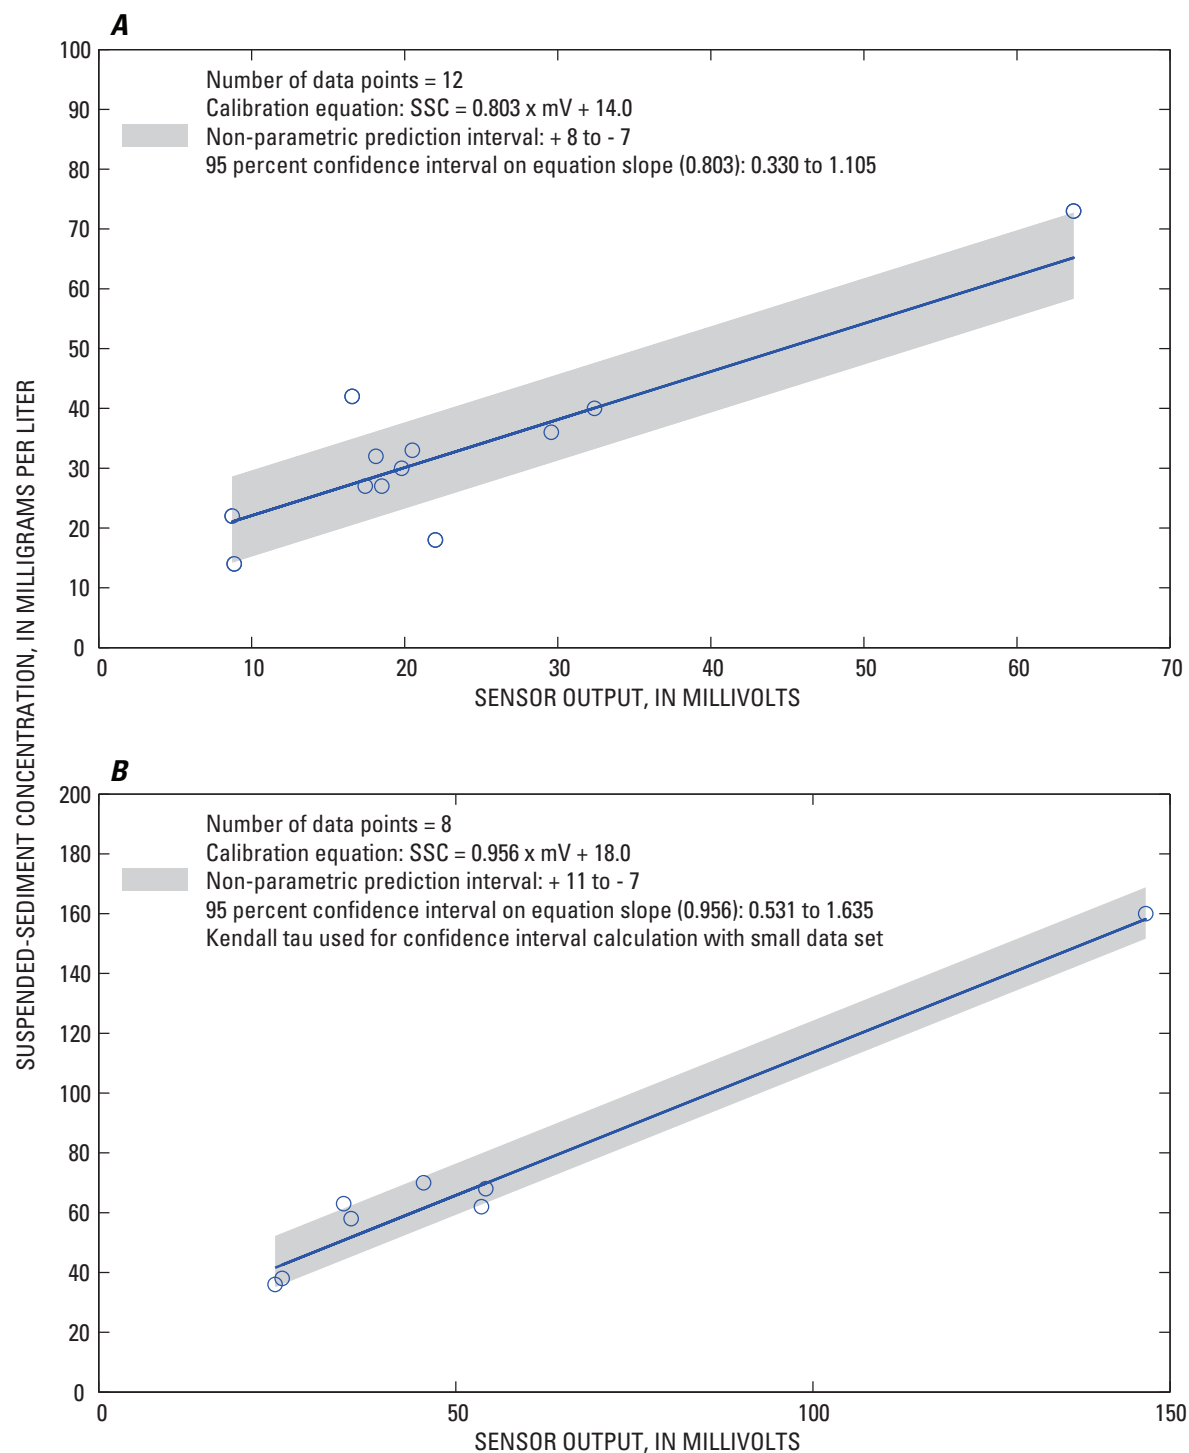 A
100
90
80
70
60
50
40
30
20
10
0
Number of data points = 12
Calibration equation: SSC = 0.803 x mV + 14.0
Non-parametric prediction interval: + 8 to - 7
95 percent confidence interval on equation slope (0.803): 0.330 to 1.105
0 10 20 30 40 50 60 70
SENSOR OUTPUT, IN MILLIVOLTS
SUSPENDED-SEDIMENT CONCENTRATION, IN MILLIGRAMS PER LITER
B
200
180
160
140
120
100
80
60
40
20
0
Number of data points = 8
Calibration equation: SSC = 0.956 x mV + 18.0
Non-parametric prediction interval: + 11 to - 7
95 percent confidence interval on equation slope (0.956): 0.531 to 1.635
Kendall tau used for confidence interval calculation with small data set
0 50 100 150
SENSOR OUTPUT, IN MILLIVOLTS